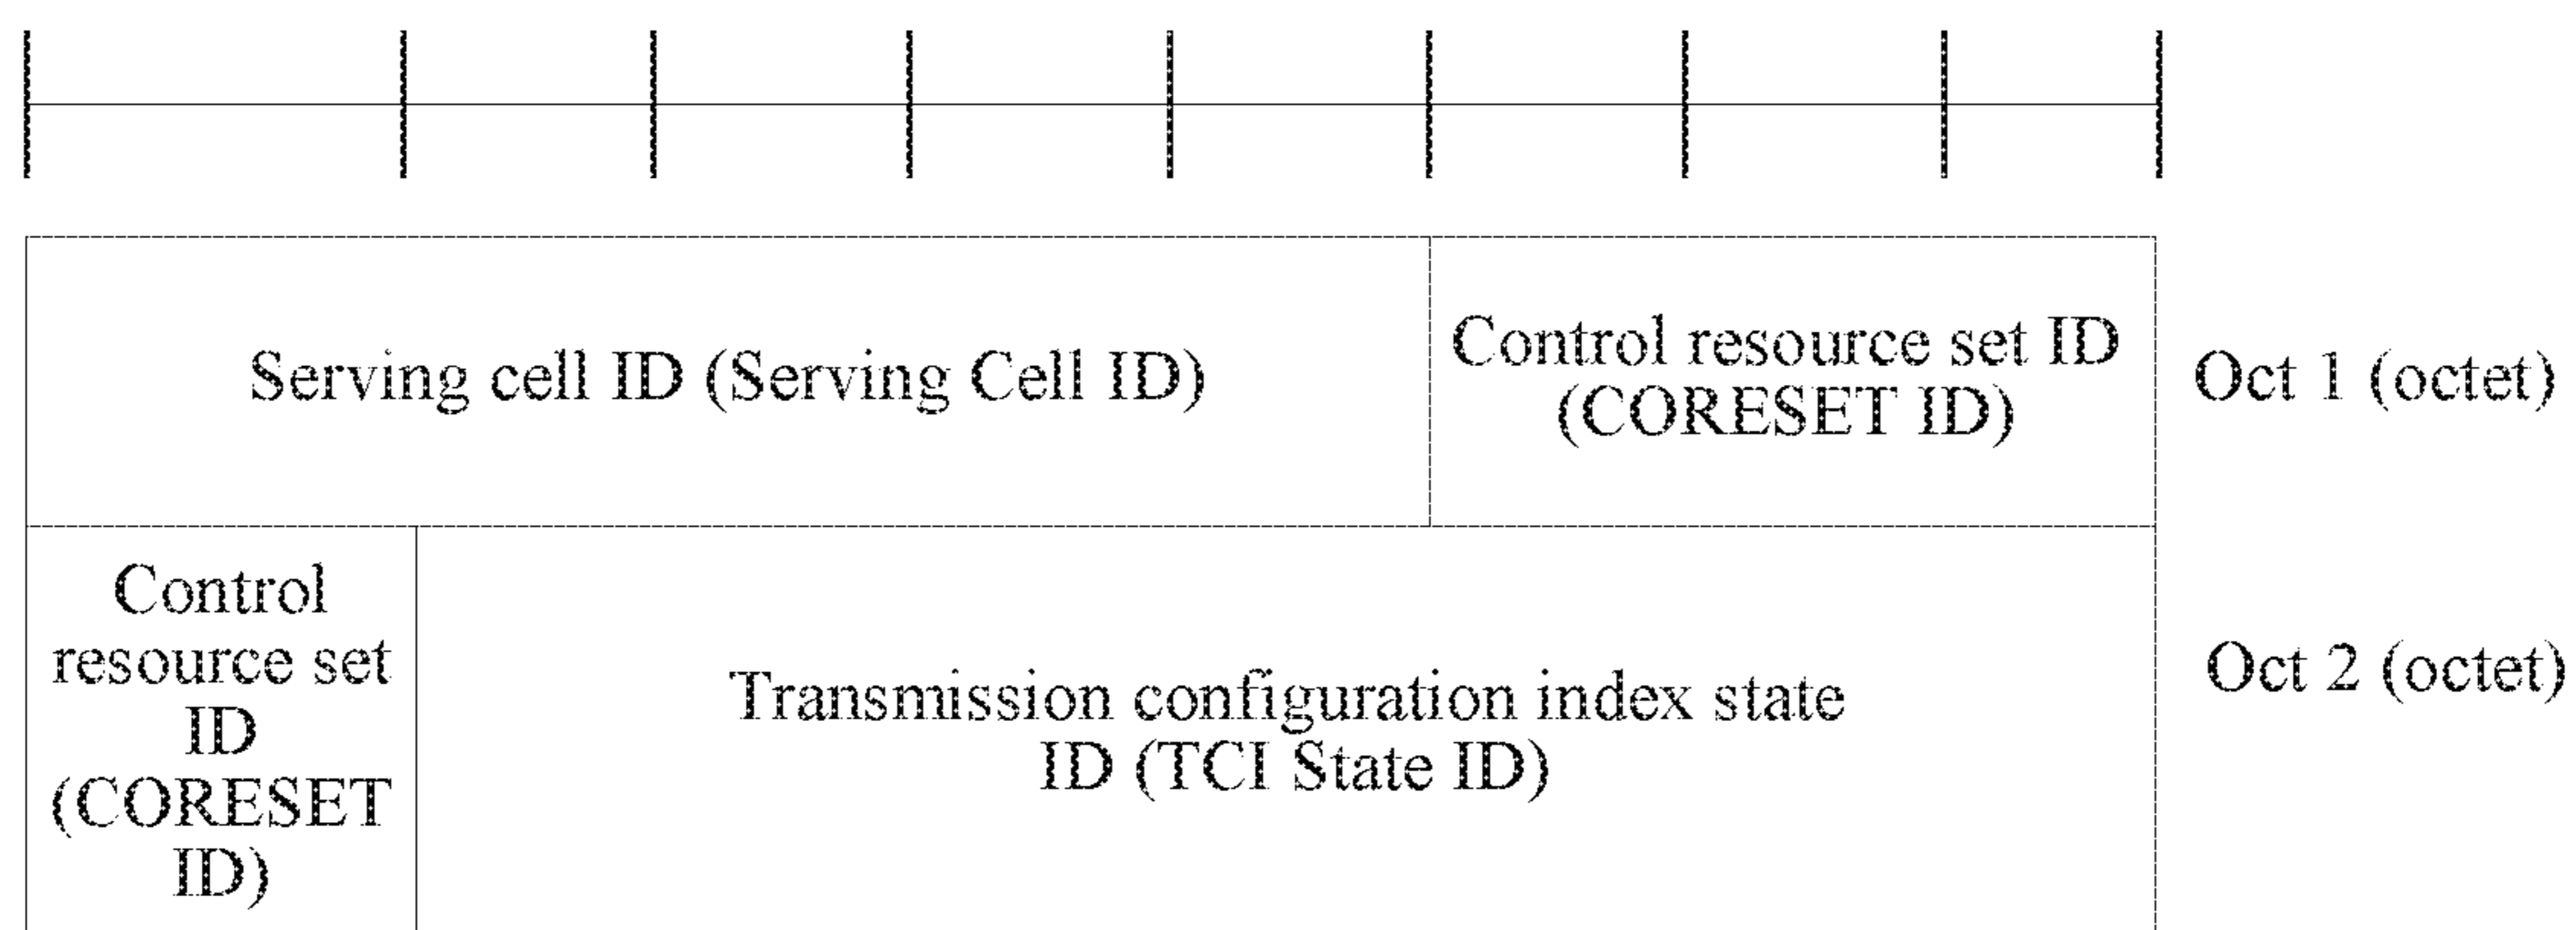 Serving cell ID (Serving Cell ID)
Control resource set ID
(CORESET ID)
Oct 1 (octet)
Control
resource set
ID
(CORESET
ID)
Transmission configuration index state
ID (TCI State ID)
Oct 2 (octet)